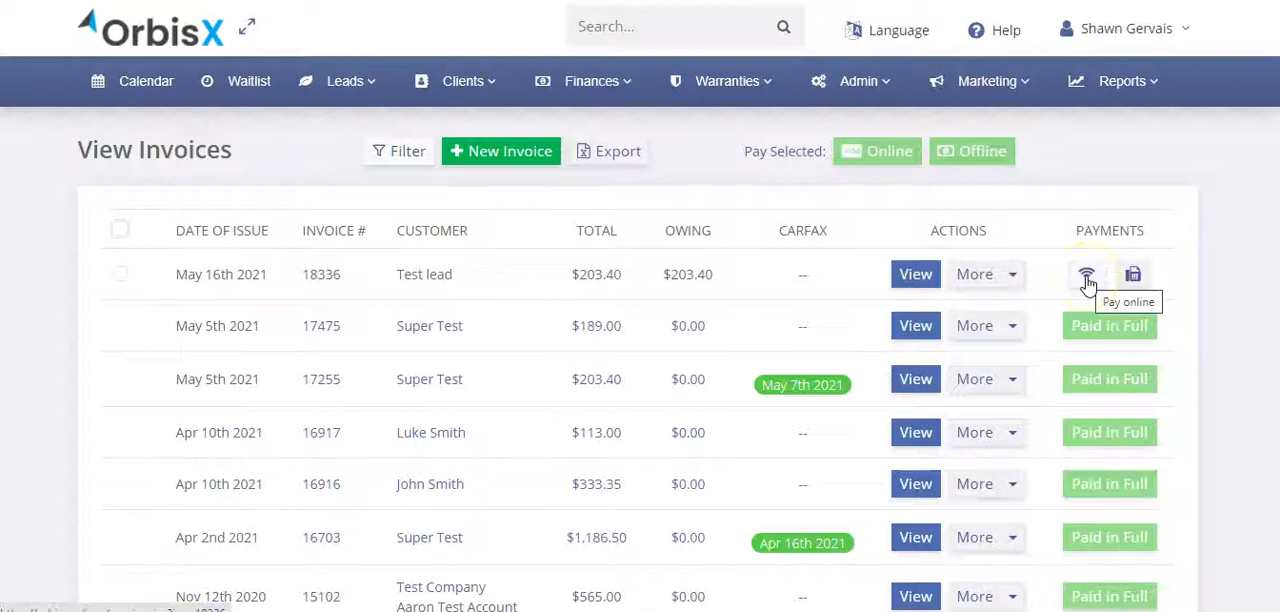 OrbisX
Search...
Language
Help
Shawn Gervais
Calendar
Waitlist
Leads
Clients
Finances
Warranties
Admin
Marketing
Reports
View Invoices
Filter
New Invoice
Export
Pay Selected:
Online
Offline
DATE OF ISSUE INVOICE # CUSTOMER TOTAL OWING CARFAX ACTIONS PAYMENTS
May 16th 2021 18336 Test lead $203.40 $203.40 -- View More
Pay online
May 5th 2021 17475 Super Test $189.00 $0.00 -- View More Paid in Full
May 5th 2021 17255 Super Test $203.40 $0.00 May 7th 2021 View More Paid in Full
Apr 10th 2021 16917 Luke Smith $113.00 $0.00 -- View More Paid in Full
Apr 10th 2021 16916 John Smith $333.35 $0.00 -- View More Paid in Full
Apr 2nd 2021 16703 Super Test $1,186.50 $0.00 Apr 16th 2021 View More Paid in Full
Nov 12th 2020 15102 Test Company $565.00 $0.00 -- View More Paid in Full
Aaron Test Account